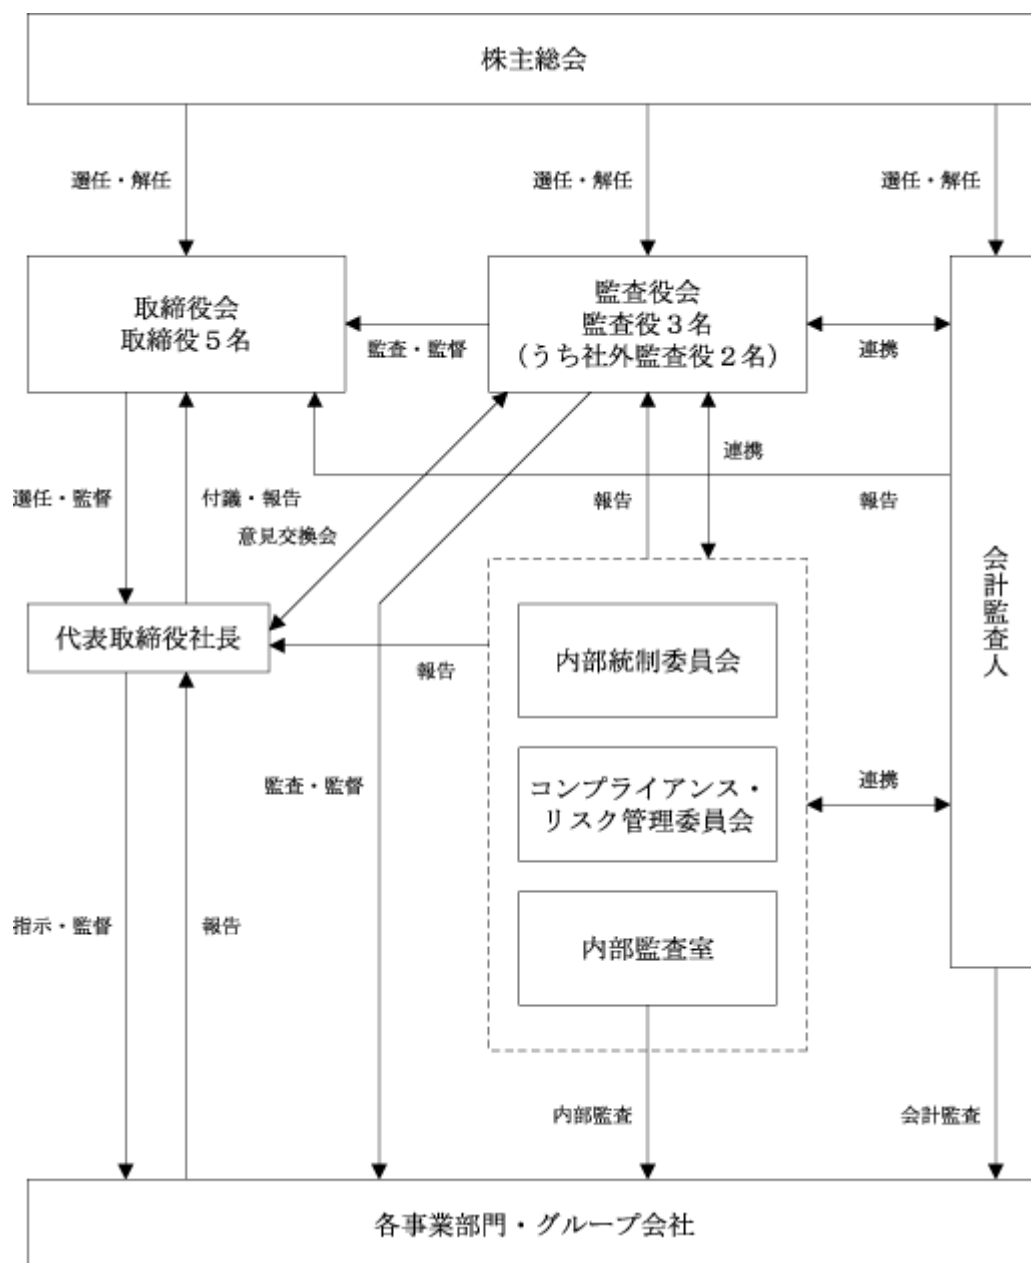 株主総会
選任・解任
選任・解任
選任・解任
取締役会
取締役５名
監査・監督
監査役会
監査役３名
（うち社外監査役２名）
連携
選任・監督
付議・報告
意見交換会
報告
連携
報告
会計監査人
代表取締役社長
報告
内部統制委員会
監査・監督
コンプライアンス・
リスク管理委員会
連携
指示・監督
報告
内部監査室
内部監査
会計監査
各事業部門・グループ会社